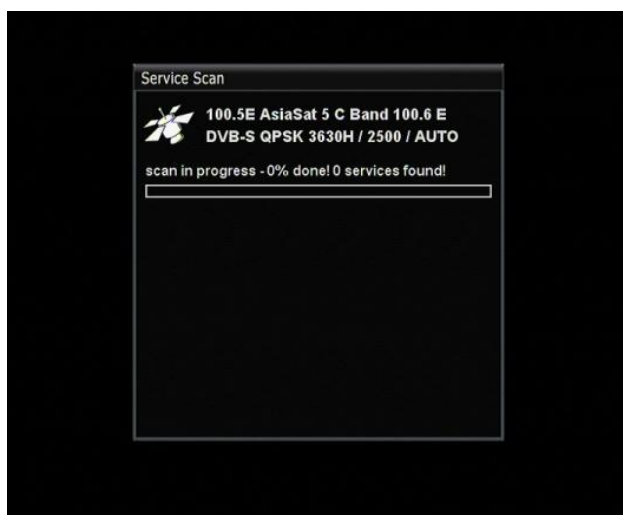 Service Scan
100.5E AsiaSat 5 C Band 100.6 E
DVB-S QPSK 3630H / 2500 / AUTO
scan in progress - 0% done! 0 services found!